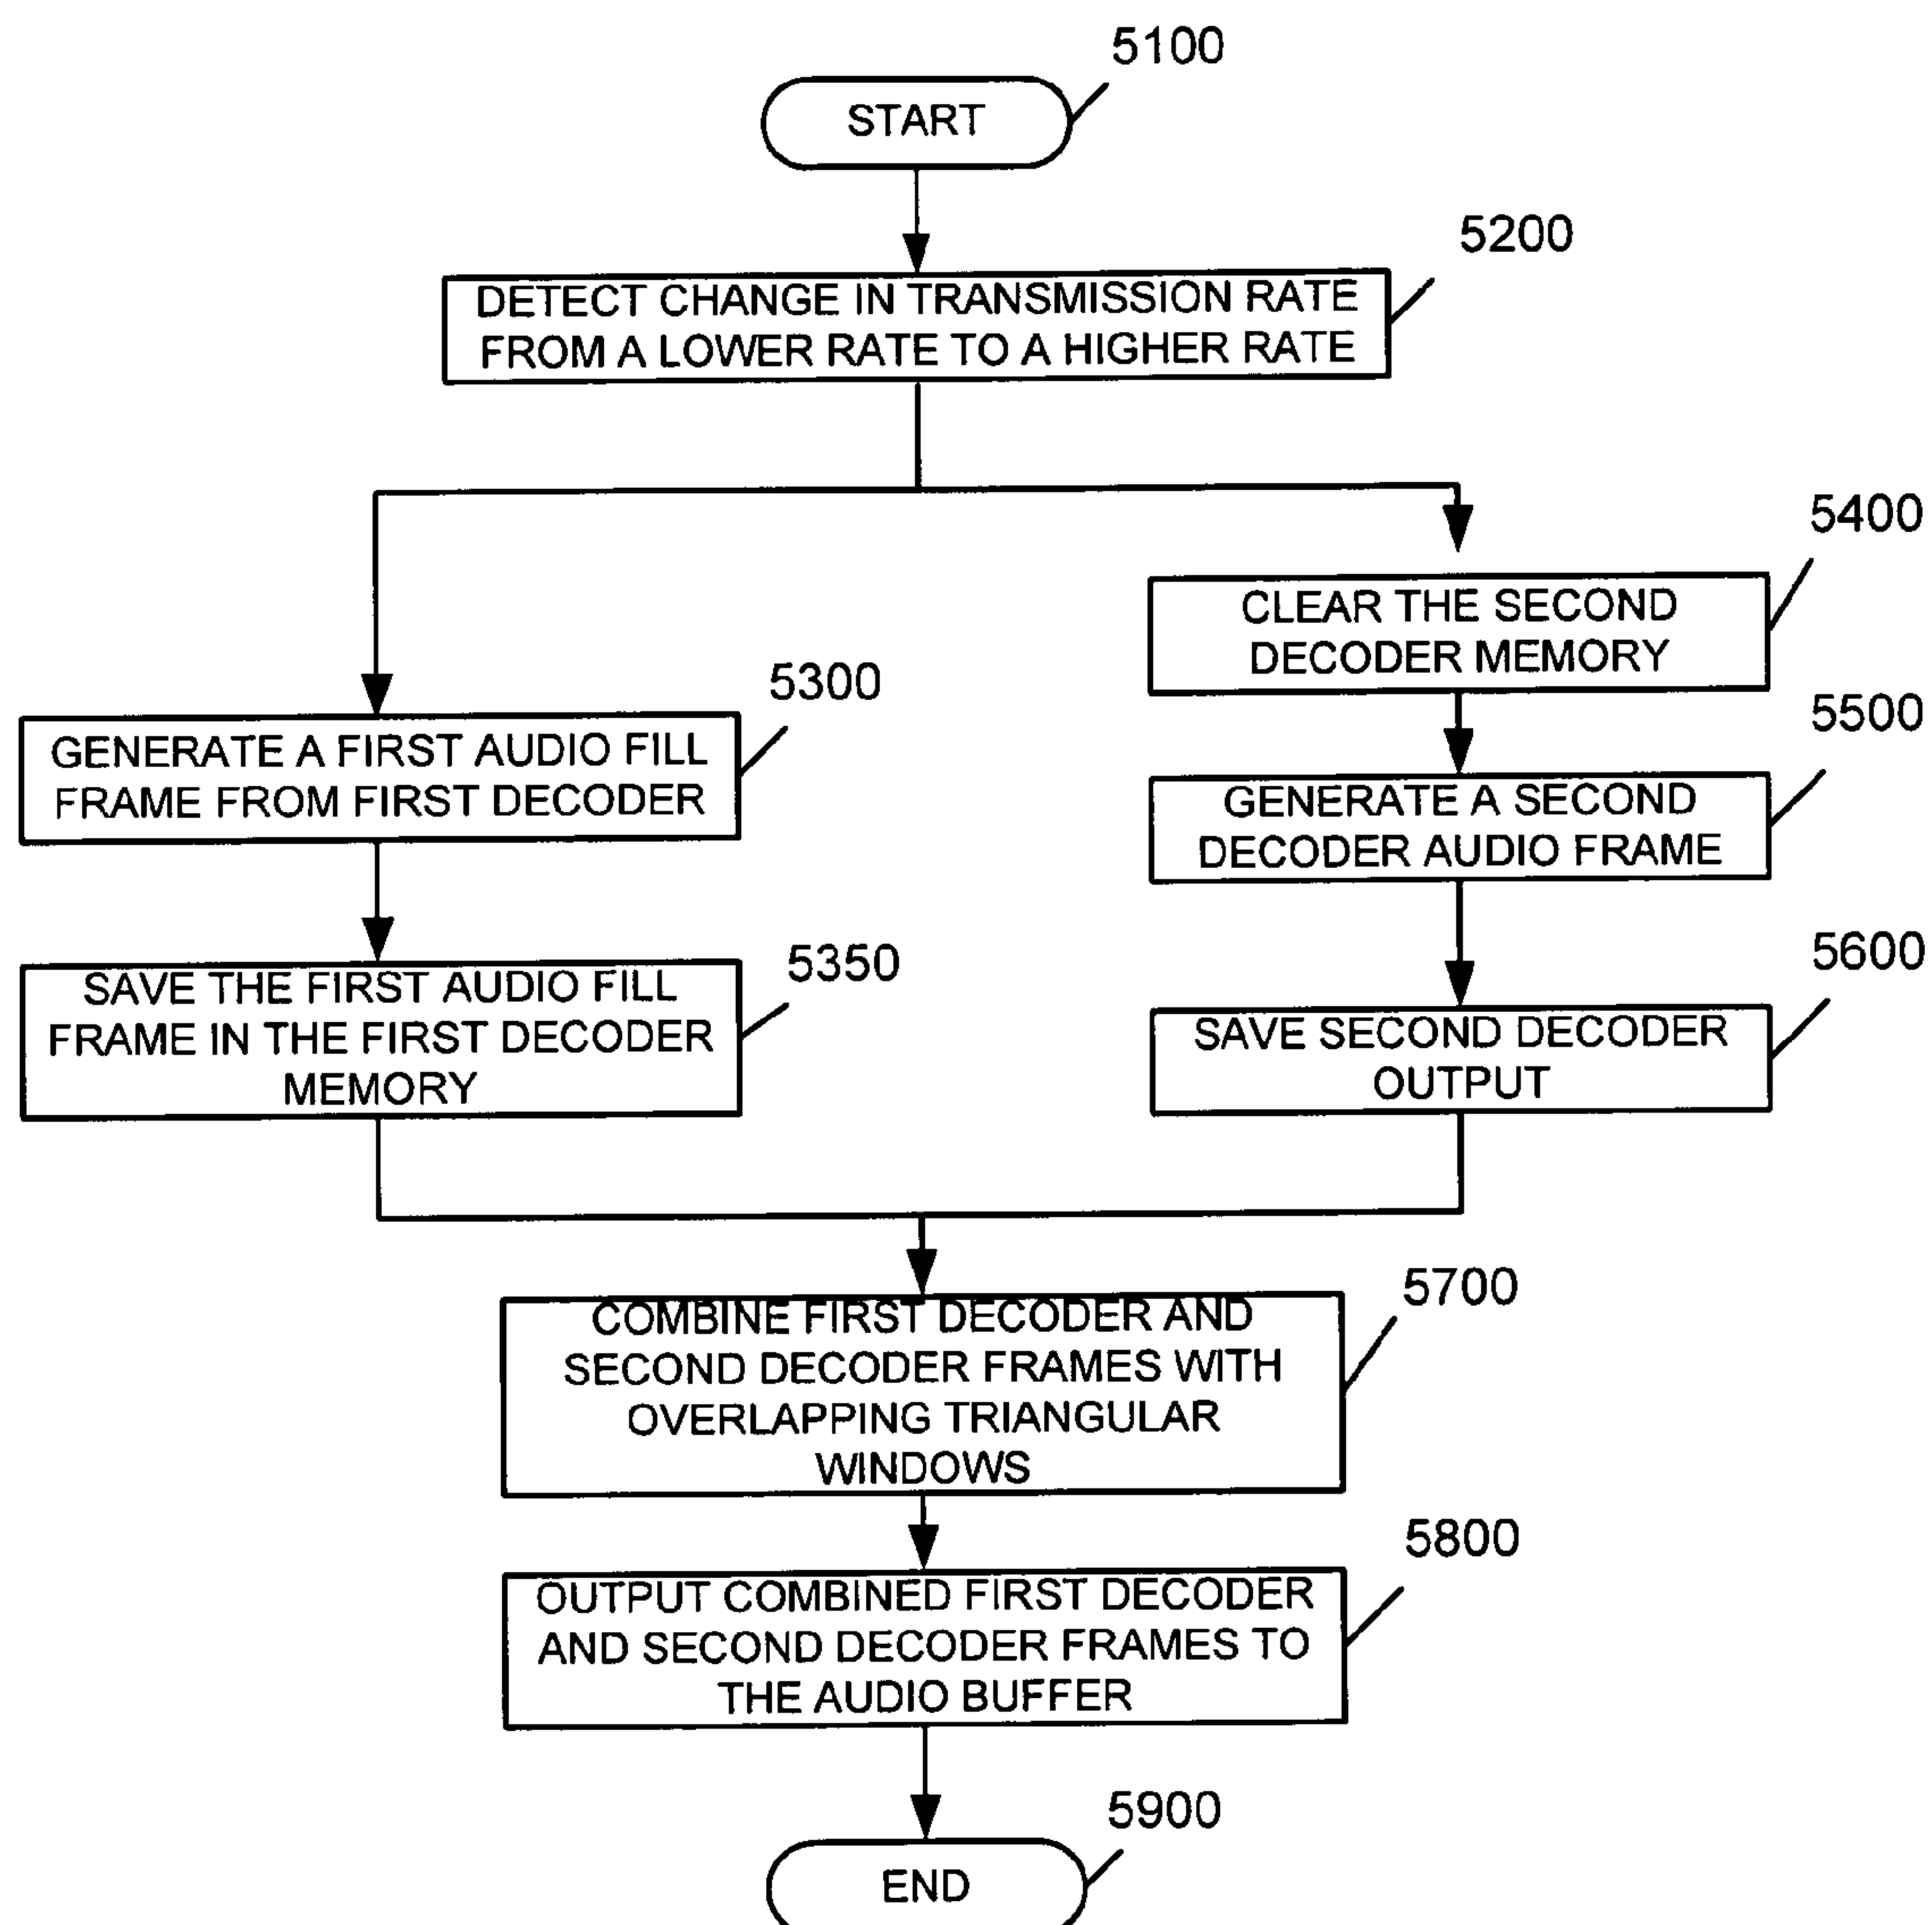 5100
START
5200
DETECT CHANGE IN TRANSMISSION RATE
FROM A LOWER RATE TO A HIGHER RATE
5300
GENERATE A FIRST AUDIO FILL
FRAME FROM FIRST DECODER
5350
SAVE THE FIRST AUDIO FILL
FRAME IN THE FIRST DECODER
MEMORY
5400
CLEAR THE SECOND
DECODER MEMORY
5500
GENERATE A SECOND
DECODER AUDIO FRAME
5600
SAVE SECOND DECODER
OUTPUT
5700
COMBINE FIRST DECODER AND
SECOND DECODER FRAMES WITH
OVERLAPPING TRIANGULAR
WINDOWS
5800
OUTPUT COMBINED FIRST DECODER
AND SECOND DECODER FRAMES TO
THE AUDIO BUFFER
5900
END